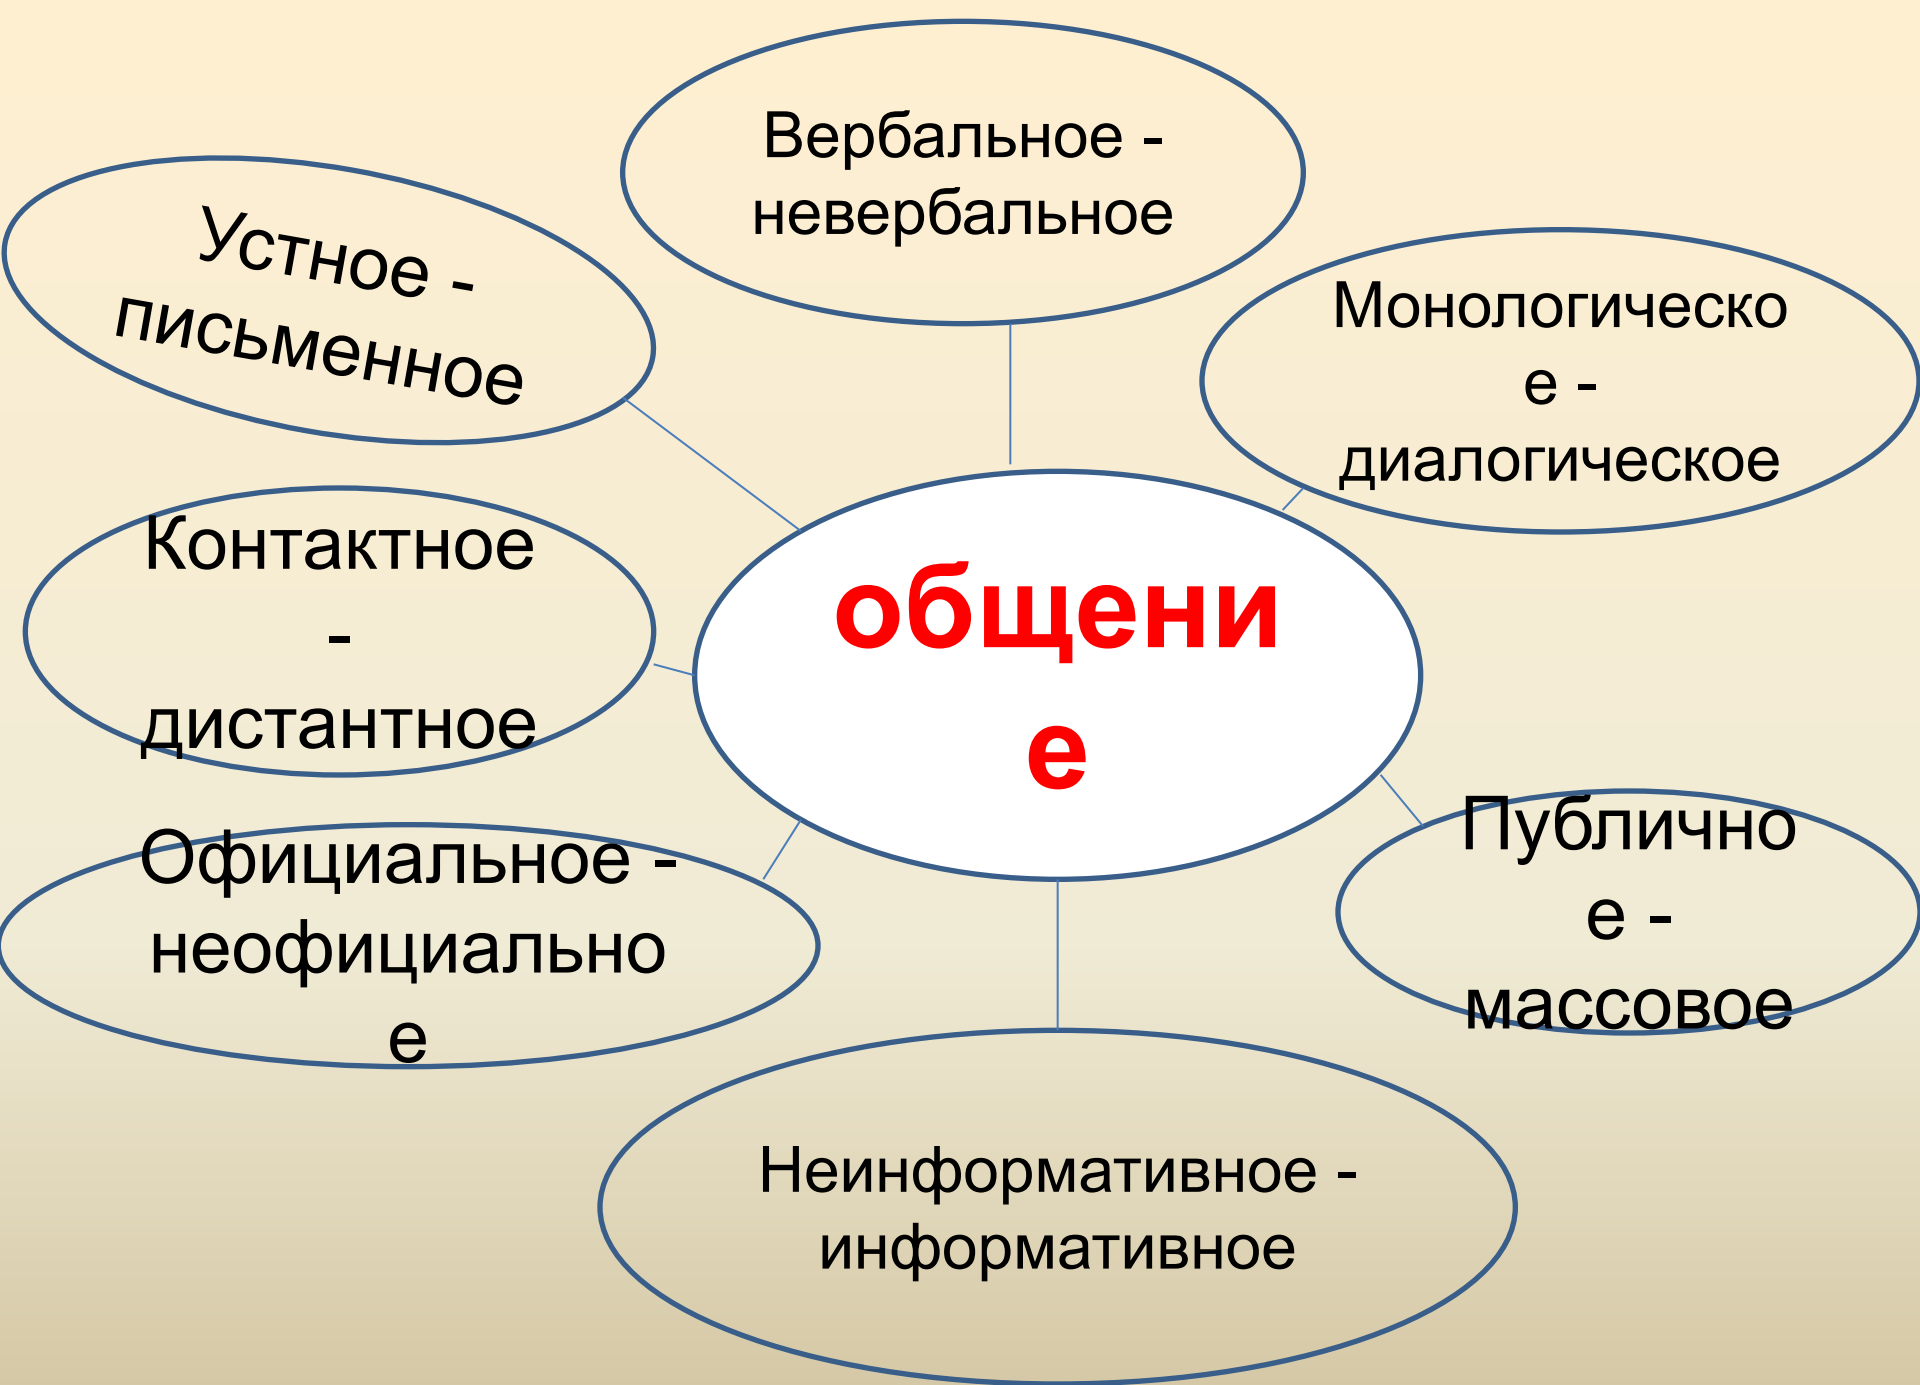 Вербальное -
невербальное
Устное -
письменное
Монологическо
е -
диалогическое
Контактное
-
дистантное
общени
е
Официальное -
неофициально
е
Публично
е -
массовое
Неинформативное -
информативное